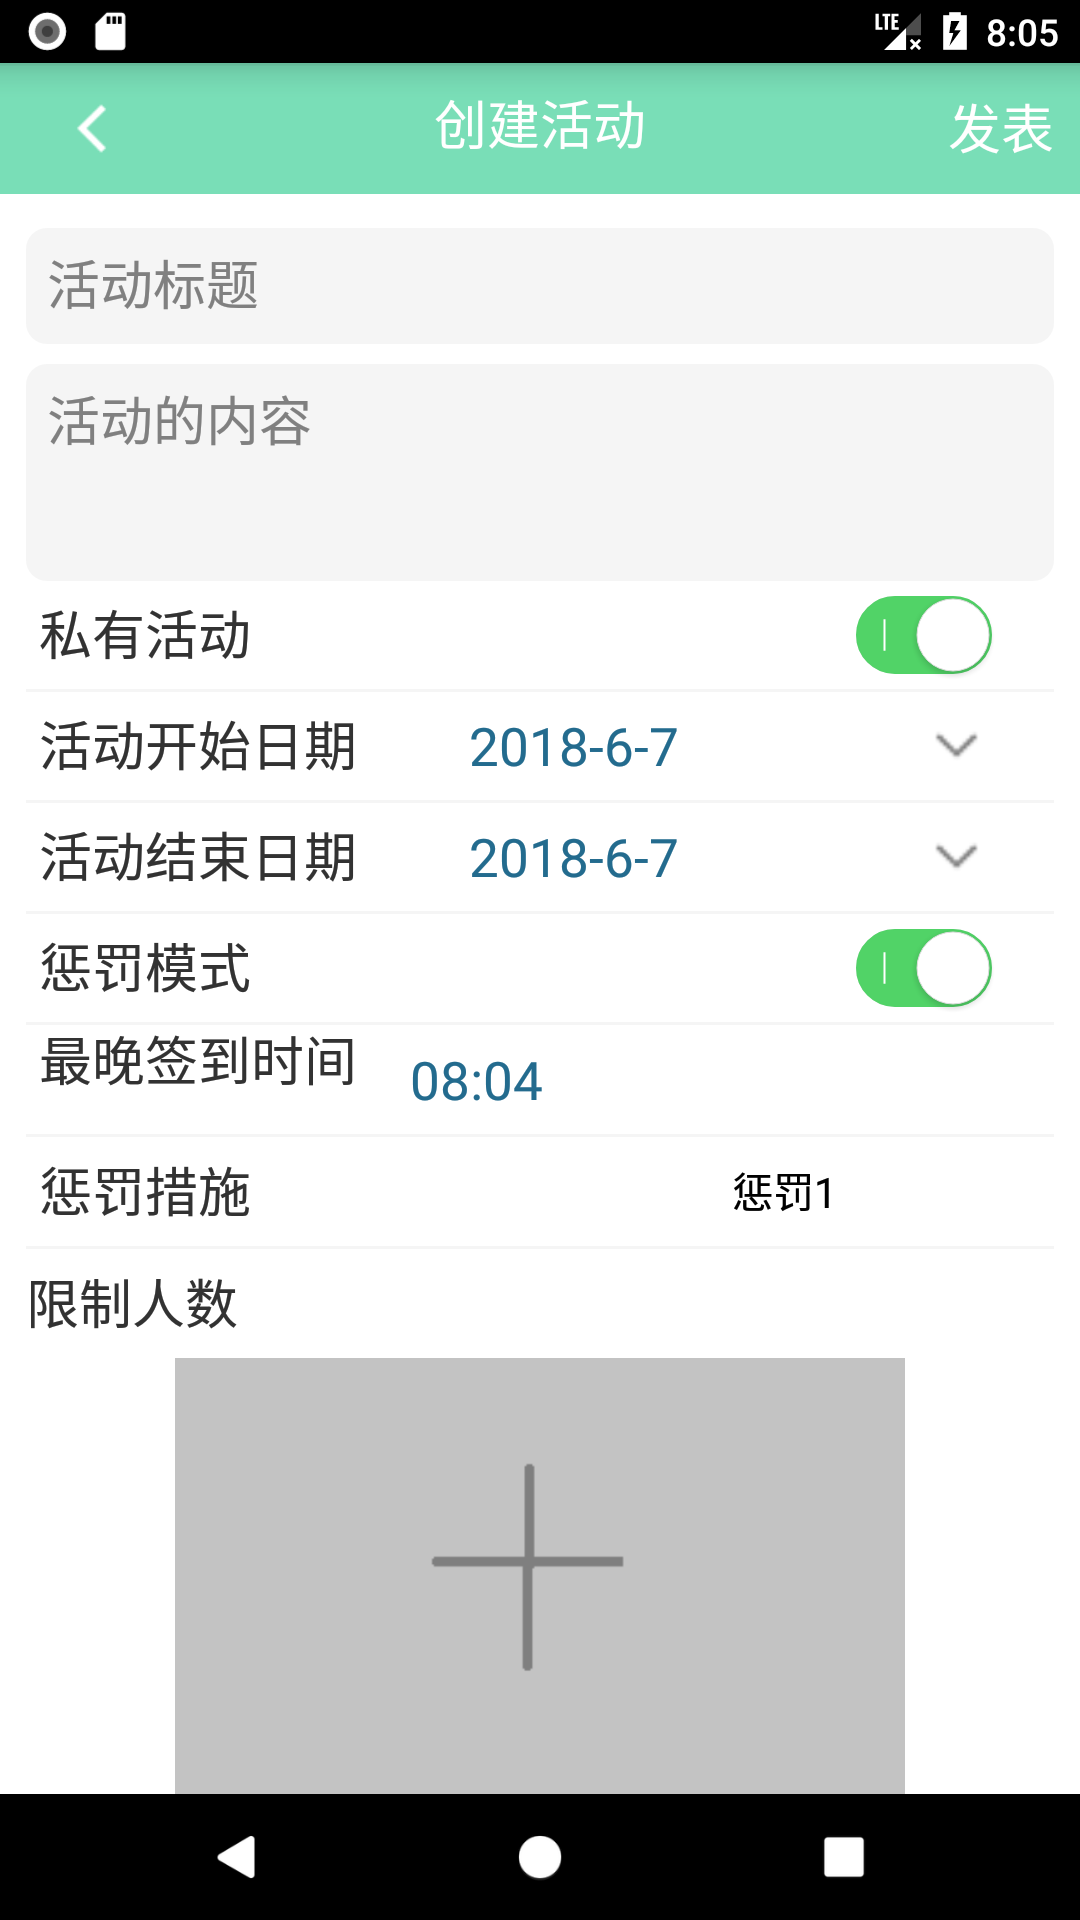 LTE 8:05
创建活动 发表
活动标题
活动的内容
私有活动
活动开始日期 2018-6-7
活动结束日期 2018-6-7
惩罚模式
最晚签到时间 08:04
惩罚措施 惩罚1
限制人数